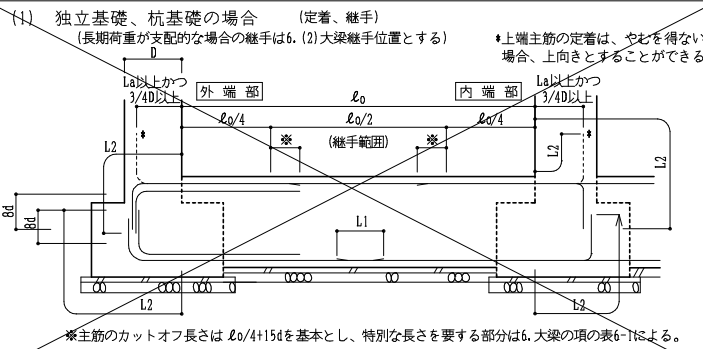 (1) 独立基礎、杭基礎の場合 (定着、継手)
(長期荷重が支配的な場合の継手は6.(2)大梁継手位置とする)
*上端主筋の定着は、やむを得ない
場合、上向きとすることができる
D
La以上かつ
3/4D以上
外端部
ℓ0
内端部
La以上かつ
3/4D以上
ℓ0/4
ℓ0/2
ℓ0/4
*
※
(継手範囲)
※
*
L2
L2
L2
8d
8d
L1
L2
L2
※主筋のカットオフ長さは ℓ0/4+15dを基本とし、特別な長さを要する部分は6.大梁の項の表6-1による。